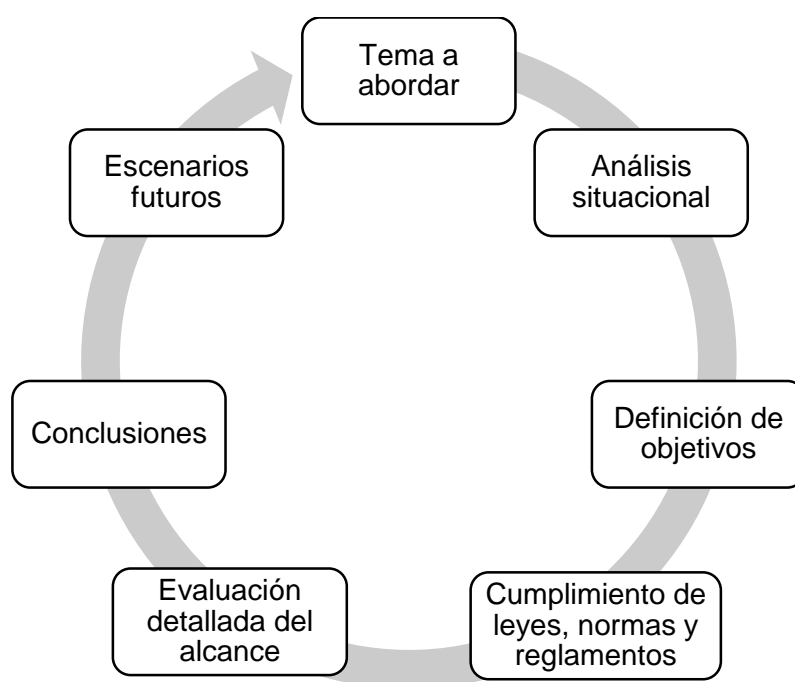 Tema a
abordar
Análisis
situacional
Definición de
objetivos
Cumplimiento de
leyes, normas y
reglamentos
Evaluación
detallada del
alcance
Conclusiones
Escenarios
futuros